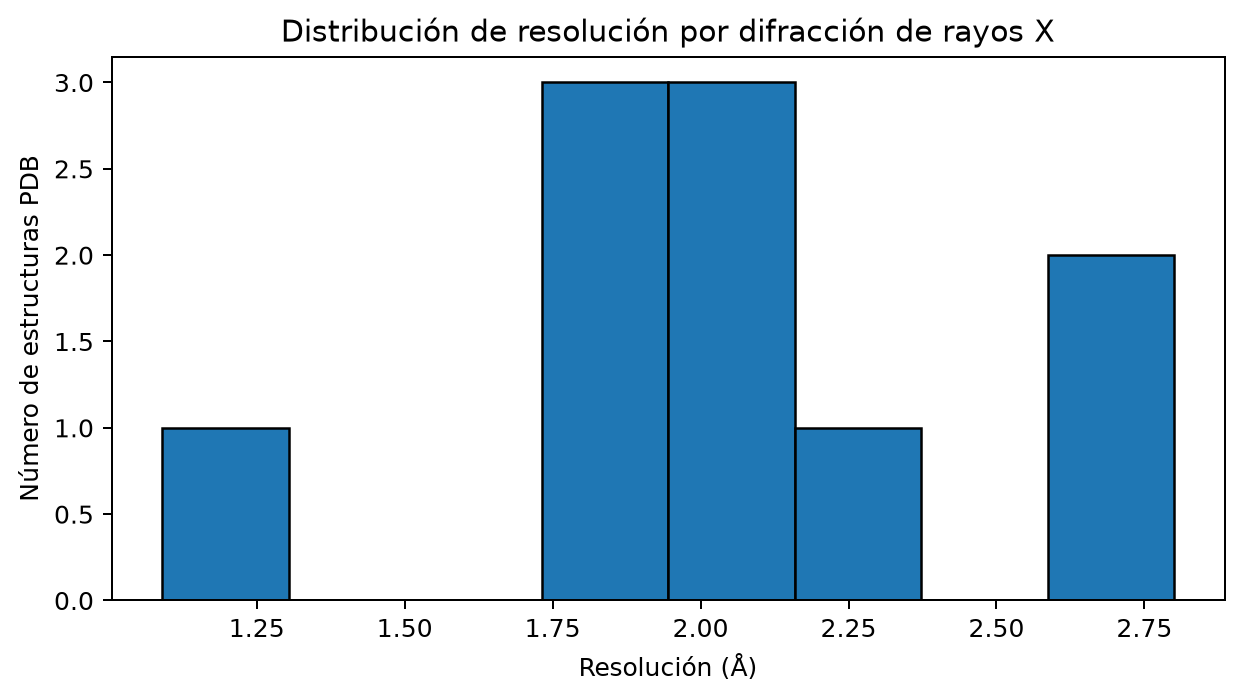 Distribución de resolución por difracción de rayos X
Número de estructuras PDB
3.0
2.5
2.0
1.5
1.0
0.5
0.0
1.25 1.50 1.75 2.00 2.25 2.50 2.75
Resolución (Å)